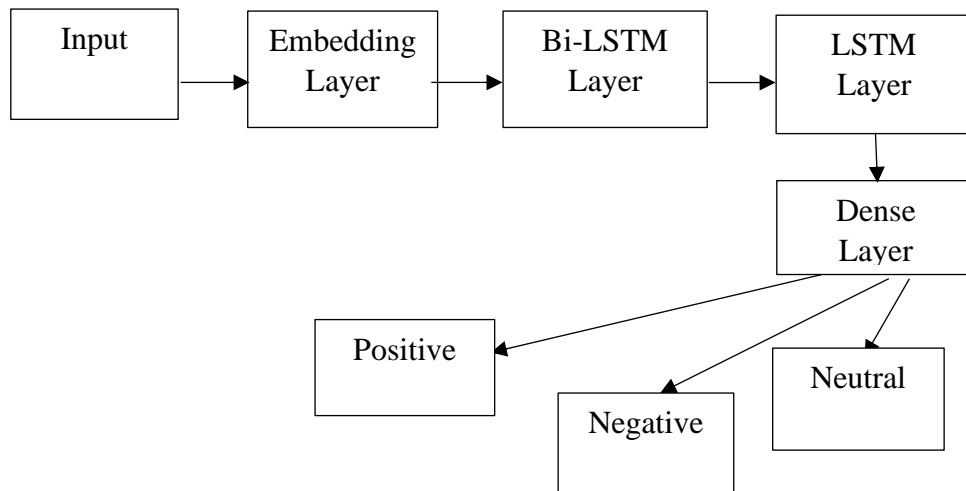 Input
Embedding
Layer
Bi-LSTM
Layer
LSTM
Layer
Dense
Layer
Positive
Negative
Neutral